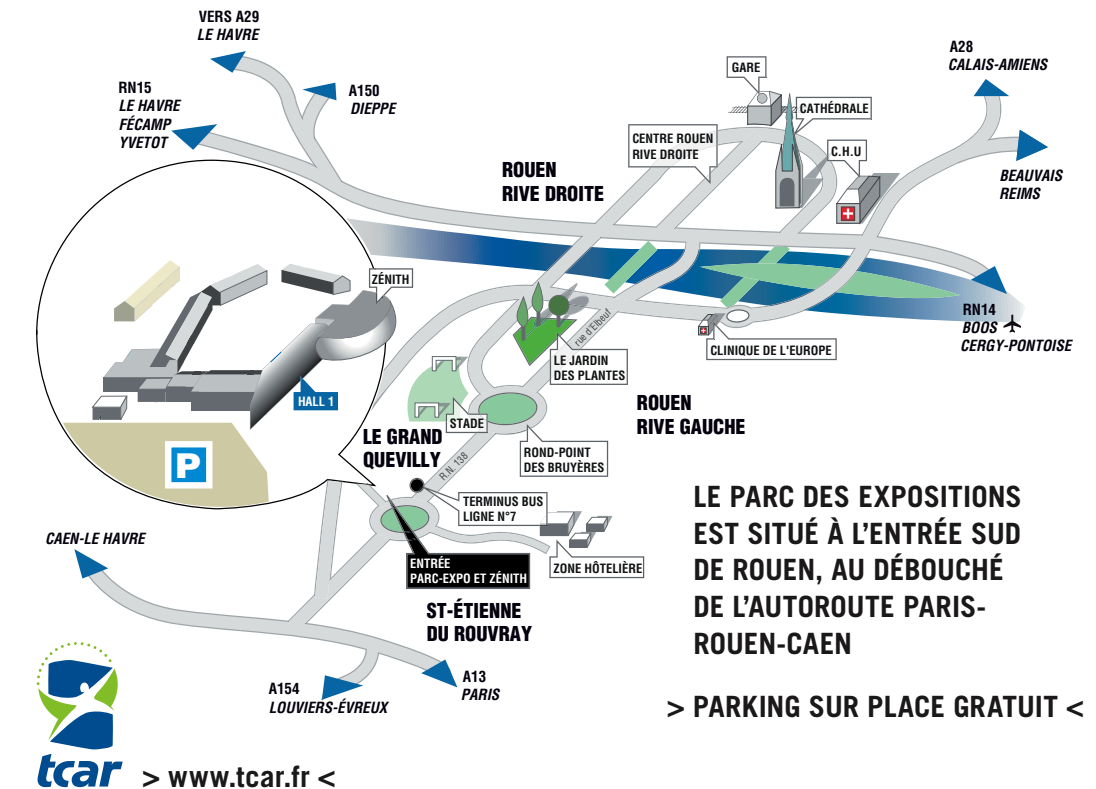 VERS A29
LE HAVRE
RN15
LE HAVRE
FÉCAMP
YVETOT
A150
DIEPPE
GARE
CATHÉDRALE
CENTRE ROUEN
RIVE DROITE
C.H.U
A28
CALAIS-AMIENS
BEAUVAIS
REIMS
ROUEN
RIVE DROITE
ZÉNITH
HALL 1
P
RN14
BOOS
CERGY-PONTOISE
rue d'Elbeuf
CLINIQUE DE L'EUROPE
LE JARDIN
DES PLANTES
STADE
ROUEN
RIVE GAUCHE
LE GRAND
QUEVILLY
R.N. 138
ROND-POINT
DES BRUYÈRES
TERMINUS BUS
LIGNE N°7
ZONE HÔTELIÈRE
ENTRÉE
PARC-EXPO ET ZÉNITH
ST-ÉTIENNE
DU ROUVRAY
CAEN-LE HAVRE
A154
LOUVIERS-ÉVREUX
A13
PARIS
LE PARC DES EXPOSITIONS
EST SITUÉ À L’ENTRÉE SUD
DE ROUEN, AU DÉBOUCHÉ
DE L’AUTOROUTE PARIS-
ROUEN-CAEN
> PARKING SUR PLACE GRATUIT <
tcar
> www.tcar.fr <